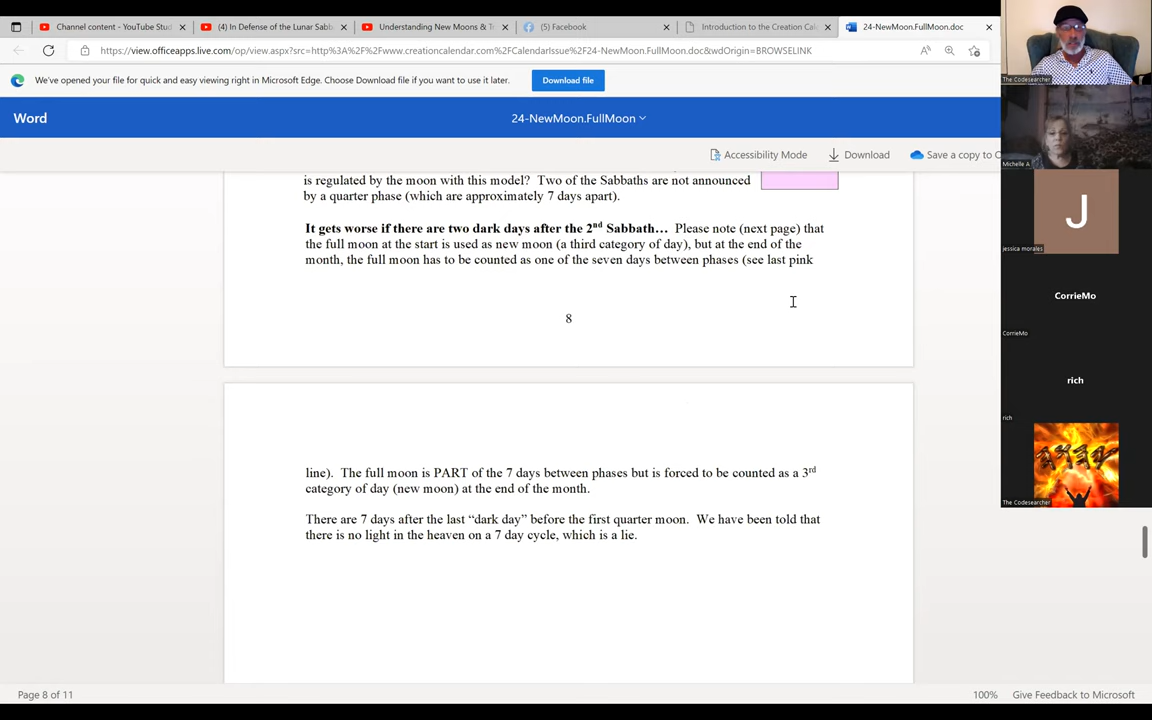 Channel content - YouTube Stud
(4) In Defense of the Lunar Sabb
Understanding New Moons & T
(5) Facebook
Introduction to the Creation Cal
24-NewMoon.FullMoon.doc
https://view.officeapps.live.com/op/view.aspx?src=http%3A%2F%2Fwww.creationcalendar.com%2FCalendarIssue%2F24-NewMoon.FullMoon.doc&wdOrigin=BROWSELINK
We've opened your file for quick and easy viewing right in Microsoft Edge. Choose Download file if you want to use it later.
Download file
Word
24-NewMoon.FullMoon
Accessibility Mode
Download
Save a copy to O
is regulated by the moon with this model? Two of the Sabbaths are not announced
by a quarter phase (which are approximately 7 days apart).
It gets worse if there are two dark days after the 2nd Sabbath… Please note (next page) that
the full moon at the start is used as new moon (a third category of day), but at the end of the
month, the full moon has to be counted as one of the seven days between phases (see last pink
8
line). The full moon is PART of the 7 days between phases but is forced to be counted as a 3rd
category of day (new moon) at the end of the month.
There are 7 days after the last “dark day” before the first quarter moon. We have been told that
there is no light in the heaven on a 7 day cycle, which is a lie.
Page 8 of 11
100%
Give Feedback to Microsoft
The Codesearcher
Michelle A.
J
jessica morales
CorrieMo
CorrieMo
rich
rich
The Codesearcher